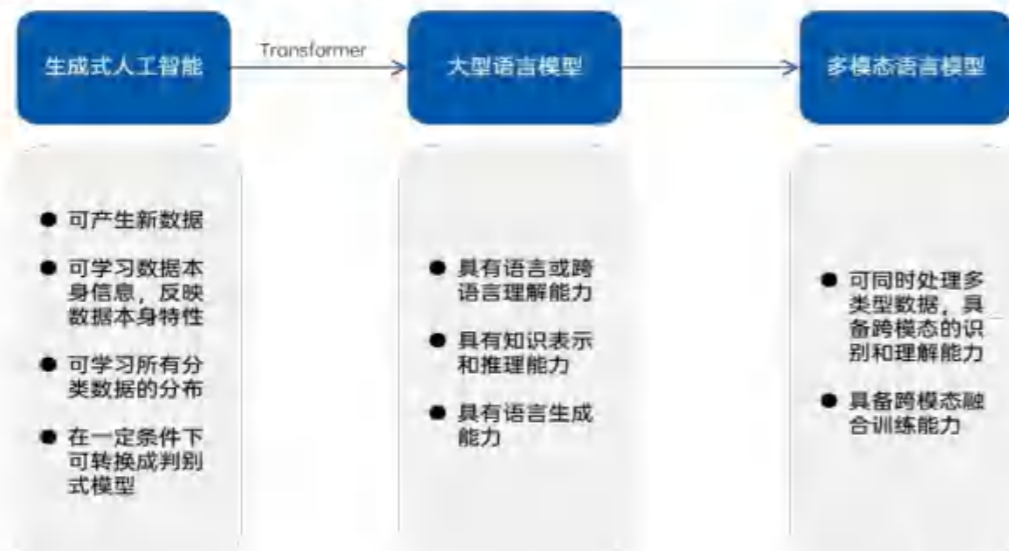 生成式人工智能
Transformer
大型语言模型
多模态语言模型
● 可产生新数据
● 可学习数据本
身信息，反映
数据本身特性
● 可学习所有分
类数据的分布
● 在一定条件下
可转换成判别
式模型
● 具有语言或跨
语言理解能力
● 具有知识表示
和推理能力
● 具有语言生成
能力
● 可同时处理多
类型数据，具
备跨模态的识
别和理解能力
● 具备跨模态融
合训练能力